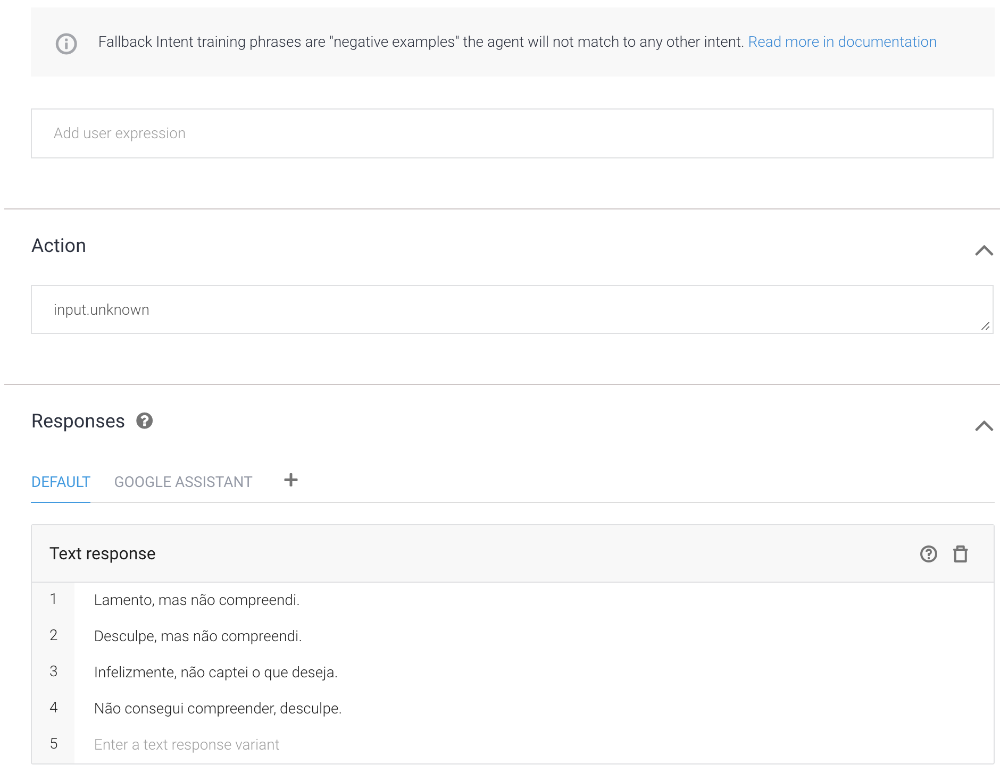 Fallback Intent training phrases are "negative examples" the agent will not match to any other intent. Read more in documentation
Add user expression
Action
input.unknown
Responses
DEFAULT GOOGLE ASSISTANT
Text response
1 Lamento, mas não compreendi.
2 Desculpe, mas não compreendi.
3 Infelizmente, não captei o que deseja.
4 Não consegui compreender, desculpe.
5 Enter a text response variant